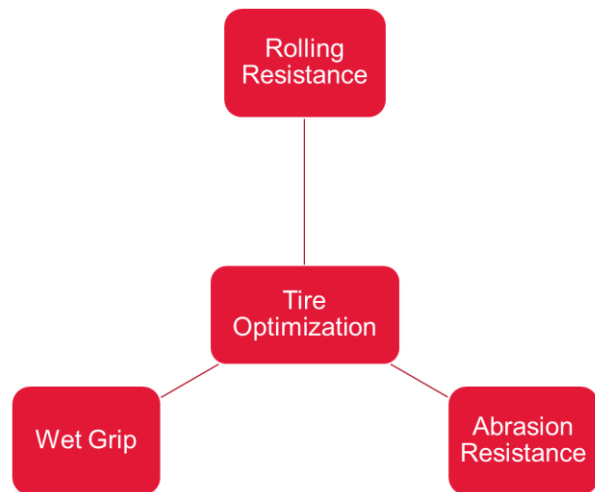 Rolling
Resistance
Tire
Optimization
Wet Grip
Abrasion
Resistance